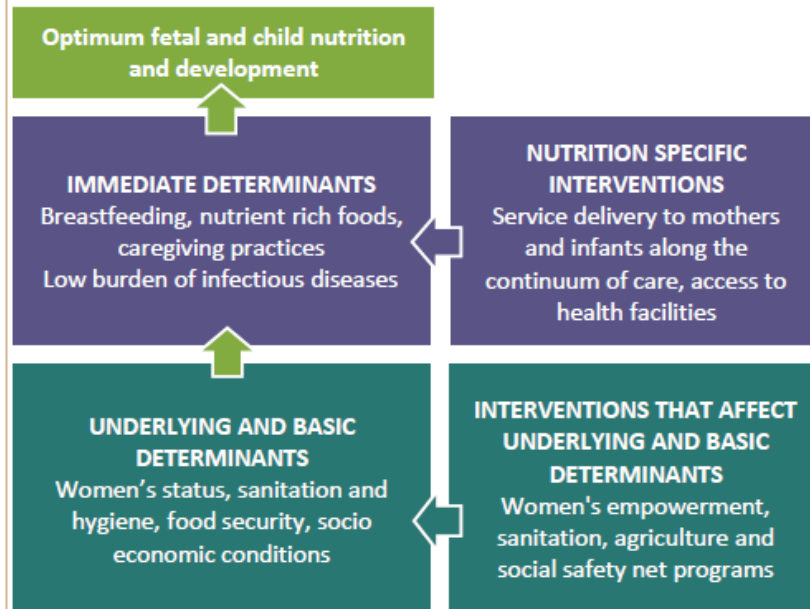 Optimum fetal and child nutrition
and development
IMMEDIATE DETERMINANTS
Breastfeeding, nutrient rich foods,
caregiving practices
Low burden of infectious diseases
NUTRITION SPECIFIC
INTERVENTIONS
Service delivery to mothers
and infants along the
continuum of care, access to
health facilities
UNDERLYING AND BASIC
DETERMINANTS
Women’s status, sanitation and
hygiene, food security, socio
economic conditions
INTERVENTIONS THAT AFFECT
UNDERLYING AND BASIC
DETERMINANTS
Women's empowerment,
sanitation, agriculture and
social safety net programs